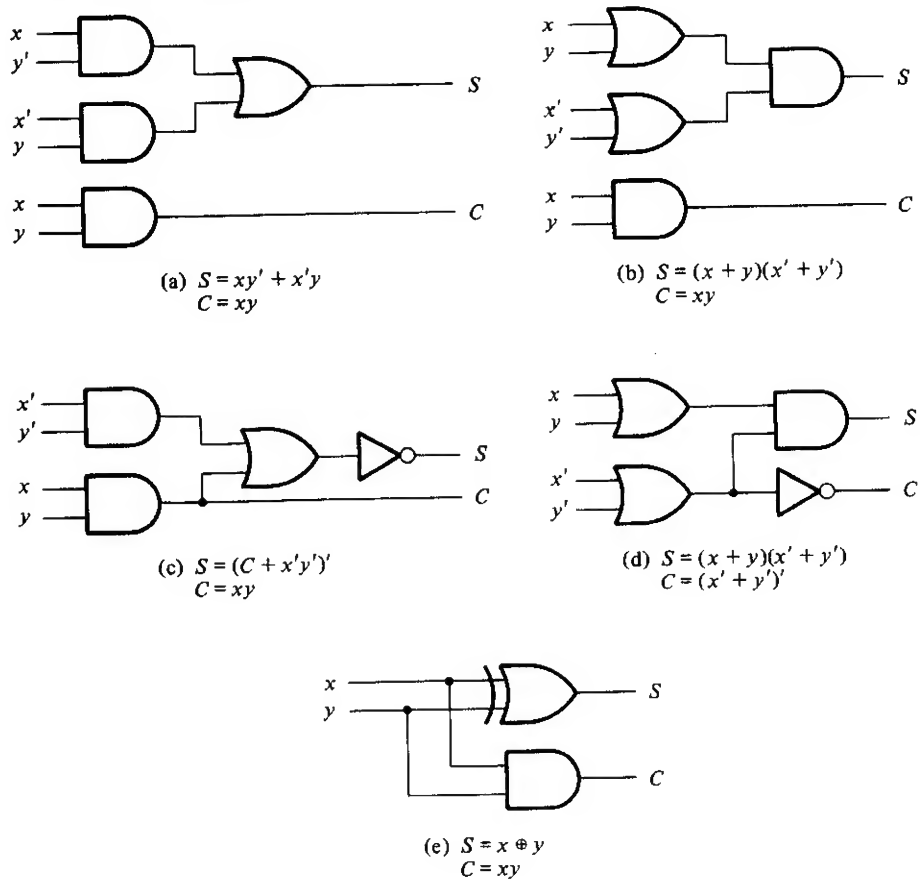 x
y'
S
x'
y
x
y
C
(a) S = xy' + x'y
C = xy
x
y
S
x'
y'
x
y
C
(b) S = (x + y)(x' + y')
C = xy
x'
y'
S
x
y
C
(c) S = (C + x'y')'
C = xy
x
y
S
x'
y'
C
(d) S = (x + y)(x' + y')
C = (x' + y')'
x
y
S
C
(e) S = x ⊕ y
C = xy